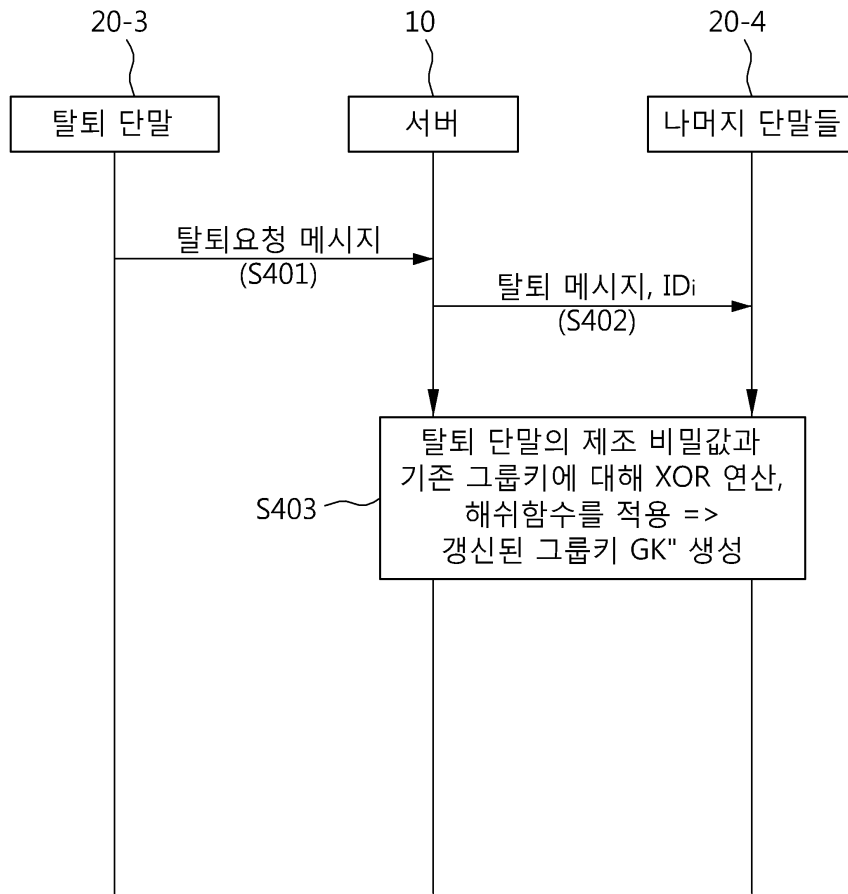 20-3
10
20-4
탈퇴 단말
서버
나머지 단말들
탈퇴요청 메시지
(S401)
탈퇴 메시지, IDi
(S402)
탈퇴 단말의 제조 비밀값과
기존 그룹키에 대해 XOR 연산,
해쉬함수를 적용 =>
갱신된 그룹키 GK" 생성
S403